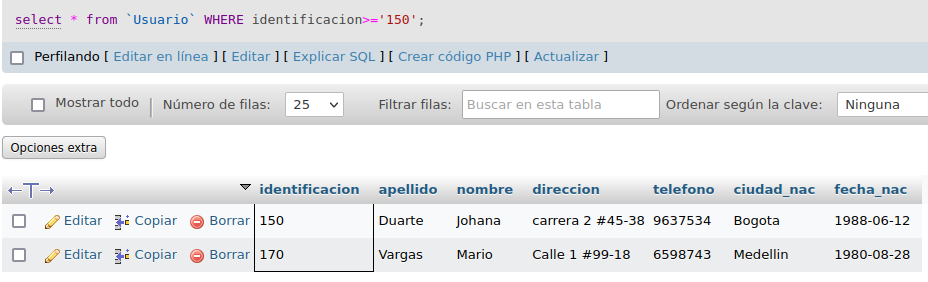 select * from `Usuario` WHERE identificacion>='150';
Perfilando [ Editar en línea ] [ Editar ] [ Explicar SQL ] [ Crear código PHP ] [ Actualizar ]
Mostrar todo | Número de filas: 25 Filtrar filas: Buscar en esta tabla Ordenar según la clave: Ninguna
Opciones extra
←T→ identificacion apellido nombre direccion telefono ciudad_nac fecha_nac
Editar Copiar Borrar 150 Duarte Johana carrera 2 #45-38 9637534 Bogota 1988-06-12
Editar Copiar Borrar 170 Vargas Mario Calle 1 #99-18 6598743 Medellin 1980-08-28